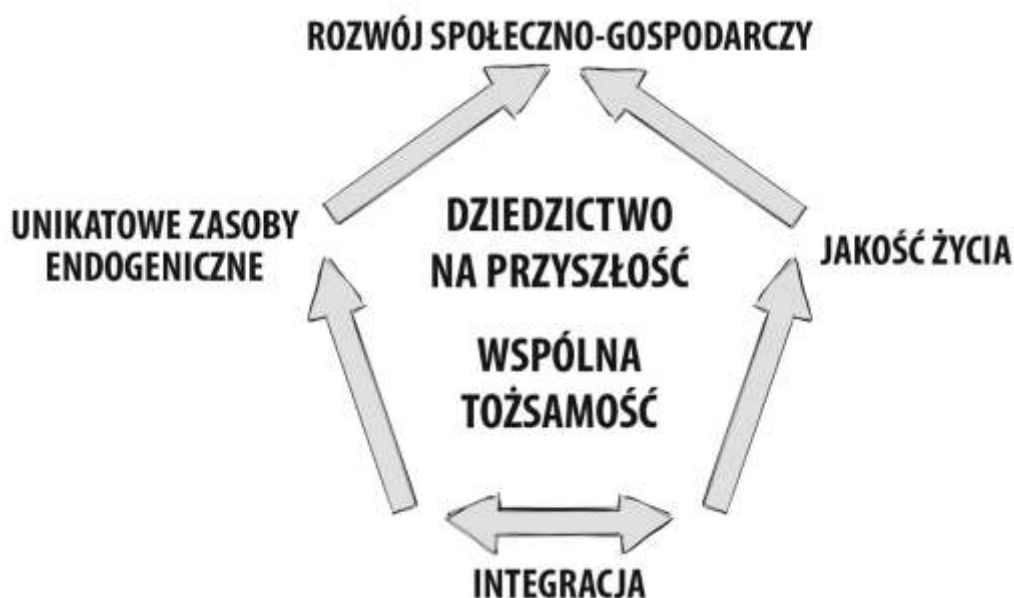 ROZWÓJ SPOŁECZNO-GOSPODARCZY
UNIKATOWE ZASOBY
ENDOGENICZNE
DZIEDZICTWO
NA PRZYSZŁOŚĆ
JAKOŚĆ ŻYCIA
WSPÓLNA
TOŻSAMOŚĆ
INTEGRACJA